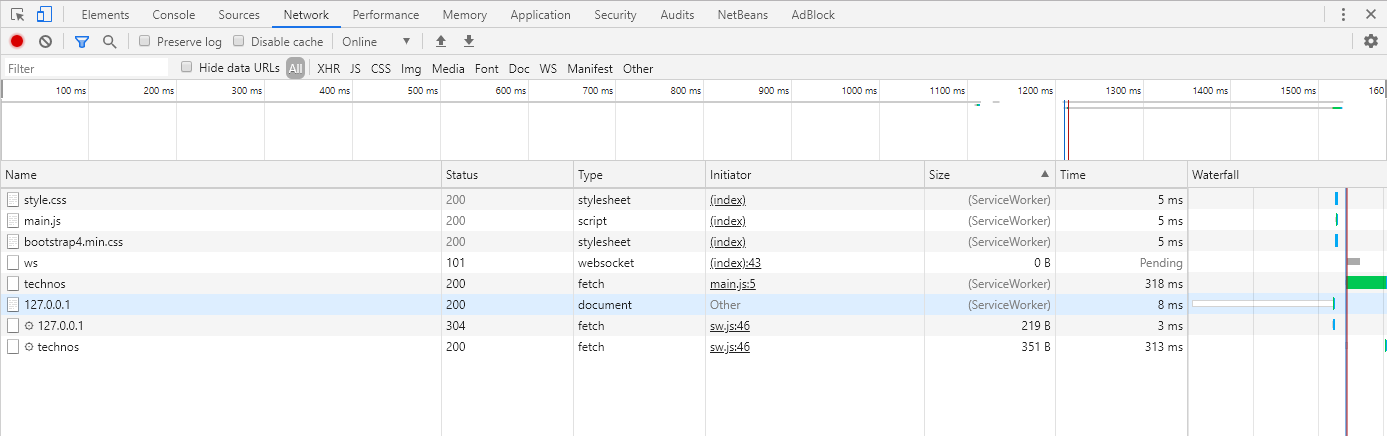 Elements Console Sources Network Performance Memory Application Security Audits NetBeans AdBlock
Preserve log Disable cache Online
Filter Hide data URLs All XHR JS CSS Img Media Font Doc WS Manifest Other
100 ms 200 ms 300 ms 400 ms 500 ms 600 ms 700 ms 800 ms 900 ms 1000 ms 1100 ms 1200 ms 1300 ms 1400 ms 1500 ms 160
Name Status Type Initiator Size Time Waterfall
style.css 200 stylesheet (index) (ServiceWorker) 5 ms
main.js 200 script (index) (ServiceWorker) 5 ms
bootstrap4.min.css 200 stylesheet (index) (ServiceWorker) 5 ms
ws 101 websocket (index):43 0 B Pending
technos 200 fetch main.js:5 (ServiceWorker) 318 ms
127.0.0.1 200 document Other (ServiceWorker) 8 ms
127.0.0.1 304 fetch sw.js:46 219 B 3 ms
technos 200 fetch sw.js:46 351 B 313 ms